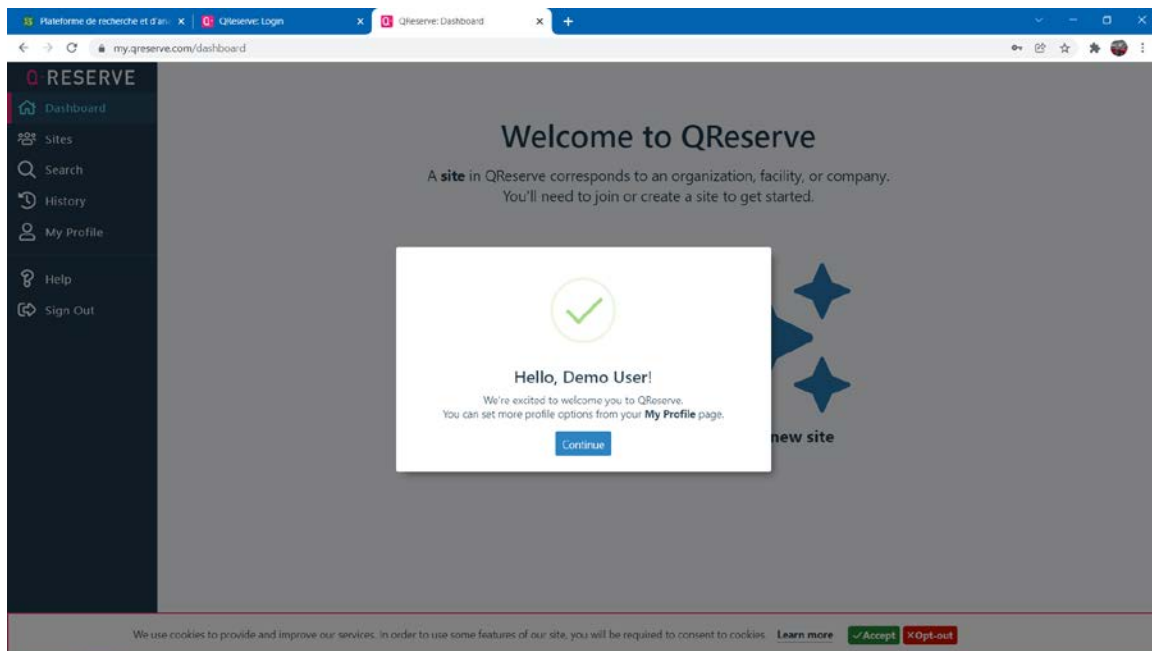 Plateforme de recherche et d'an
QReserve: Login
QReserve: Dashboard
my.qreserve.com/dashboard
Q·RESERVE
Dashboard
Sites
Search
History
My Profile
Help
Sign Out
Welcome to QReserve
A site in QReserve corresponds to an organization, facility, or company.
You'll need to join or create a site to get started.
Hello, Demo User!
We're excited to welcome you to QReserve.
You can set more profile options from your My Profile page.
Continue
new site
We use cookies to provide and improve our services. In order to use some features of our site, you will be required to consent to cookies. Learn more Accept Opt-out